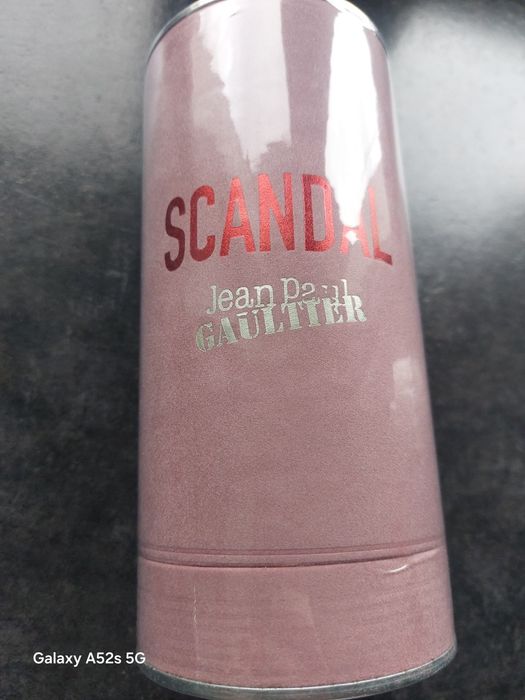 SCANDAL
Jean Paul
GAULTIER
Galaxy A52s 5G